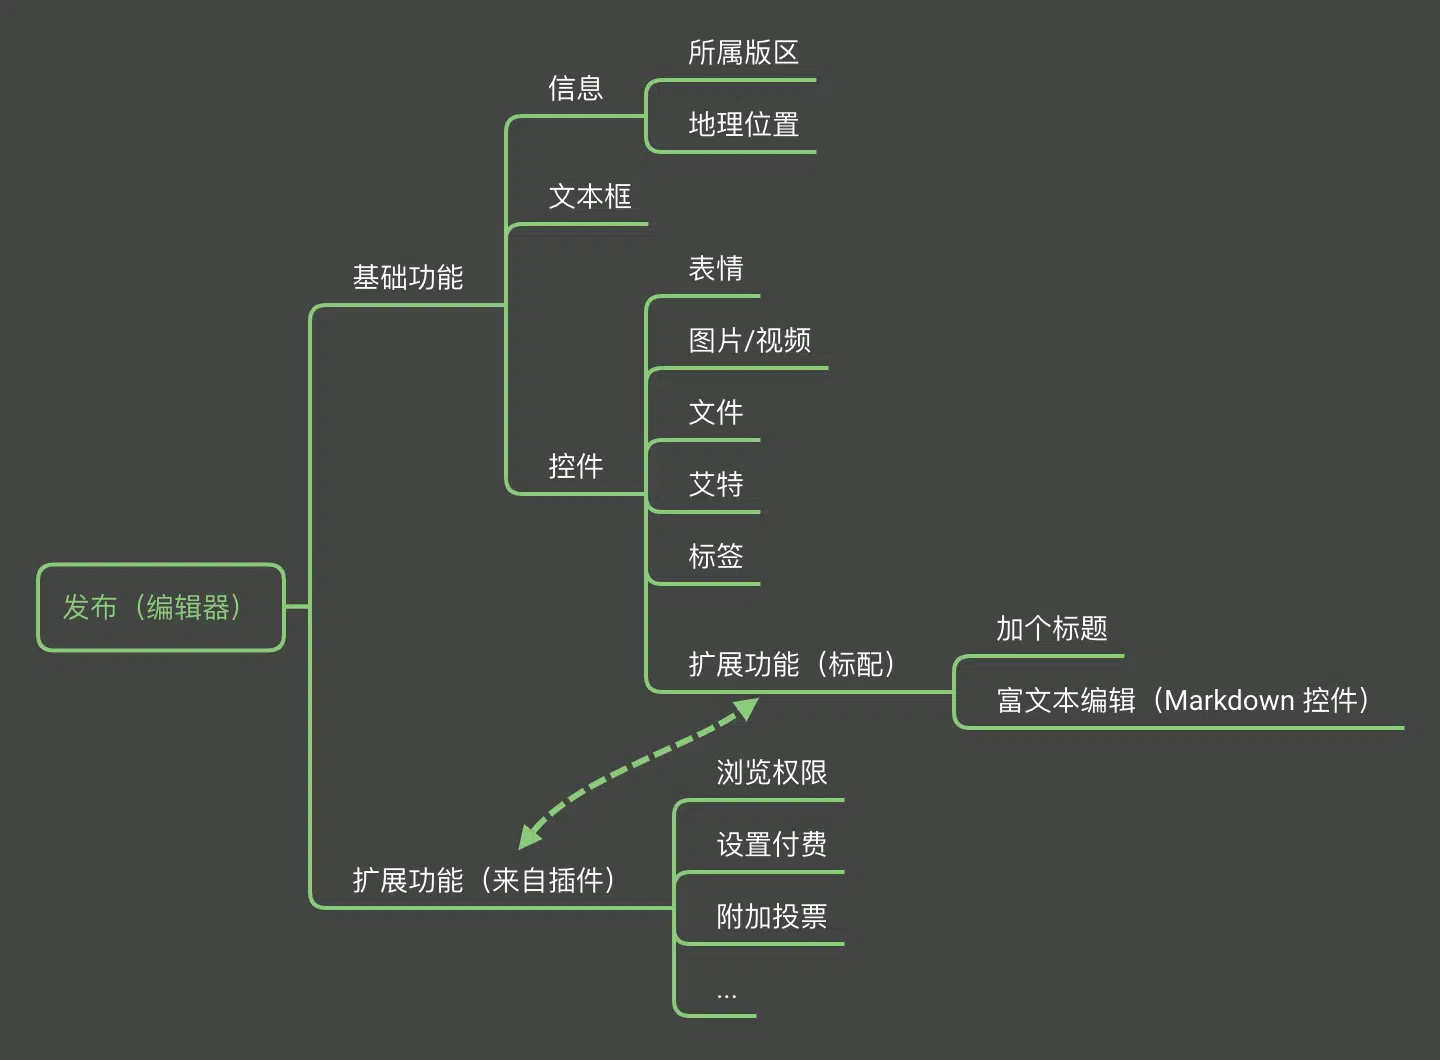 所属版区
信息
地理位置
文本框
表情
基础功能
图片/视频
文件
控件
艾特
标签
发布（编辑器）
加个标题
扩展功能（标配）
富文本编辑（Markdown 控件）
浏览权限
设置付费
扩展功能（来自插件）
附加投票
...